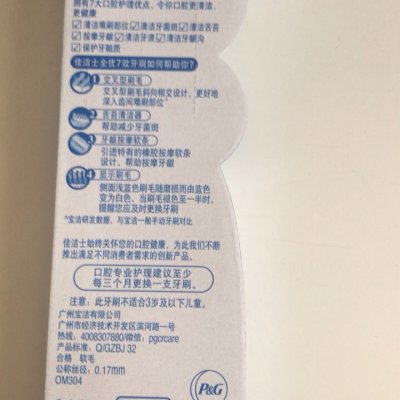 拥有7大口腔护理优点，令你口腔更清洁、
更健康
☑清洁难刷部位☑清洁牙菌斑☑清洁舌苔
☑按摩牙龈☑清洁牙渍☑清洁牙龈沟
☑保护牙釉质
佳洁士全优7效牙刷如何帮助你？
1 交叉型刷毛
交叉型刷毛斜向相交设计，更好地
深入齿间难刷部位^
2 舌苔清洁器
帮助减少牙菌斑
3 牙龈按摩软条
引进特有的橡胶按摩软条
设计、帮助按摩牙龈
4 显示刷毛
侧面浅蓝色刷毛随磨损而由蓝色
变为白色、当刷毛褪色至一半时，
提醒您应及时更换牙刷
^宝洁研发数据，与宝洁一般手动牙刷对比
佳洁士始终关怀您的口腔健康，为此我们不断
推出满足不同消费者需求的创新产品。
口腔专业护理建议至少
每三个月更换一支牙刷。
注意：此牙刷不适合3岁及以下儿童。
广州宝洁有限公司
广州市经济技术开发区滨河路一号
热线：4008307880/微信：pgcrcare
产品标准：Q/GZBJ 32
合格 软毛
公称丝径：0.17mm
OM304
P&G